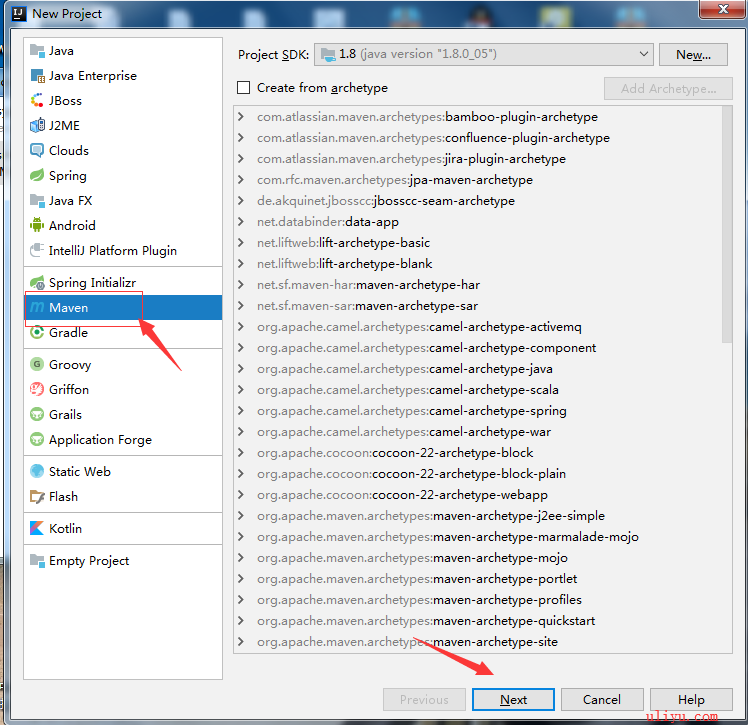 New Project
Java
Java Enterprise
JBoss
J2ME
Clouds
Spring
Java FX
Android
IntelliJ Platform Plugin
Spring Initializr
Maven
Gradle
Groovy
Griffon
Grails
Application Forge
Static Web
Flash
Kotlin
Empty Project
Project SDK: 1.8 (java version "1.8.0_05") New...
Create from archetype Add Archetype...
com.atlassian.maven.archetypes:bamboo-plugin-archetype
com.atlassian.maven.archetypes:confluence-plugin-archetype
com.atlassian.maven.archetypes:jira-plugin-archetype
com.rfc.maven.archetypes:jpa-maven-archetype
de.akquinet.jbosscc:jbosscc-seam-archetype
net.databinder:data-app
net.liftweb:lift-archetype-basic
net.liftweb:lift-archetype-blank
net.sf.maven-har:maven-archetype-har
net.sf.maven-sar:maven-archetype-sar
org.apache.camel.archetypes:camel-archetype-activemq
org.apache.camel.archetypes:camel-archetype-component
org.apache.camel.archetypes:camel-archetype-java
org.apache.camel.archetypes:camel-archetype-scala
org.apache.camel.archetypes:camel-archetype-spring
org.apache.camel.archetypes:camel-archetype-war
org.apache.cocoon:cocoon-22-archetype-block
org.apache.cocoon:cocoon-22-archetype-block-plain
org.apache.cocoon:cocoon-22-archetype-webapp
org.apache.maven.archetypes:maven-archetype-j2ee-simple
org.apache.maven.archetypes:maven-archetype-marmalade-mojo
org.apache.maven.archetypes:maven-archetype-mojo
org.apache.maven.archetypes:maven-archetype-portlet
org.apache.maven.archetypes:maven-archetype-profiles
org.apache.maven.archetypes:maven-archetype-quickstart
org.apache.maven.archetypes:maven-archetype-site
Previous Next Cancel Help
uliyu.com